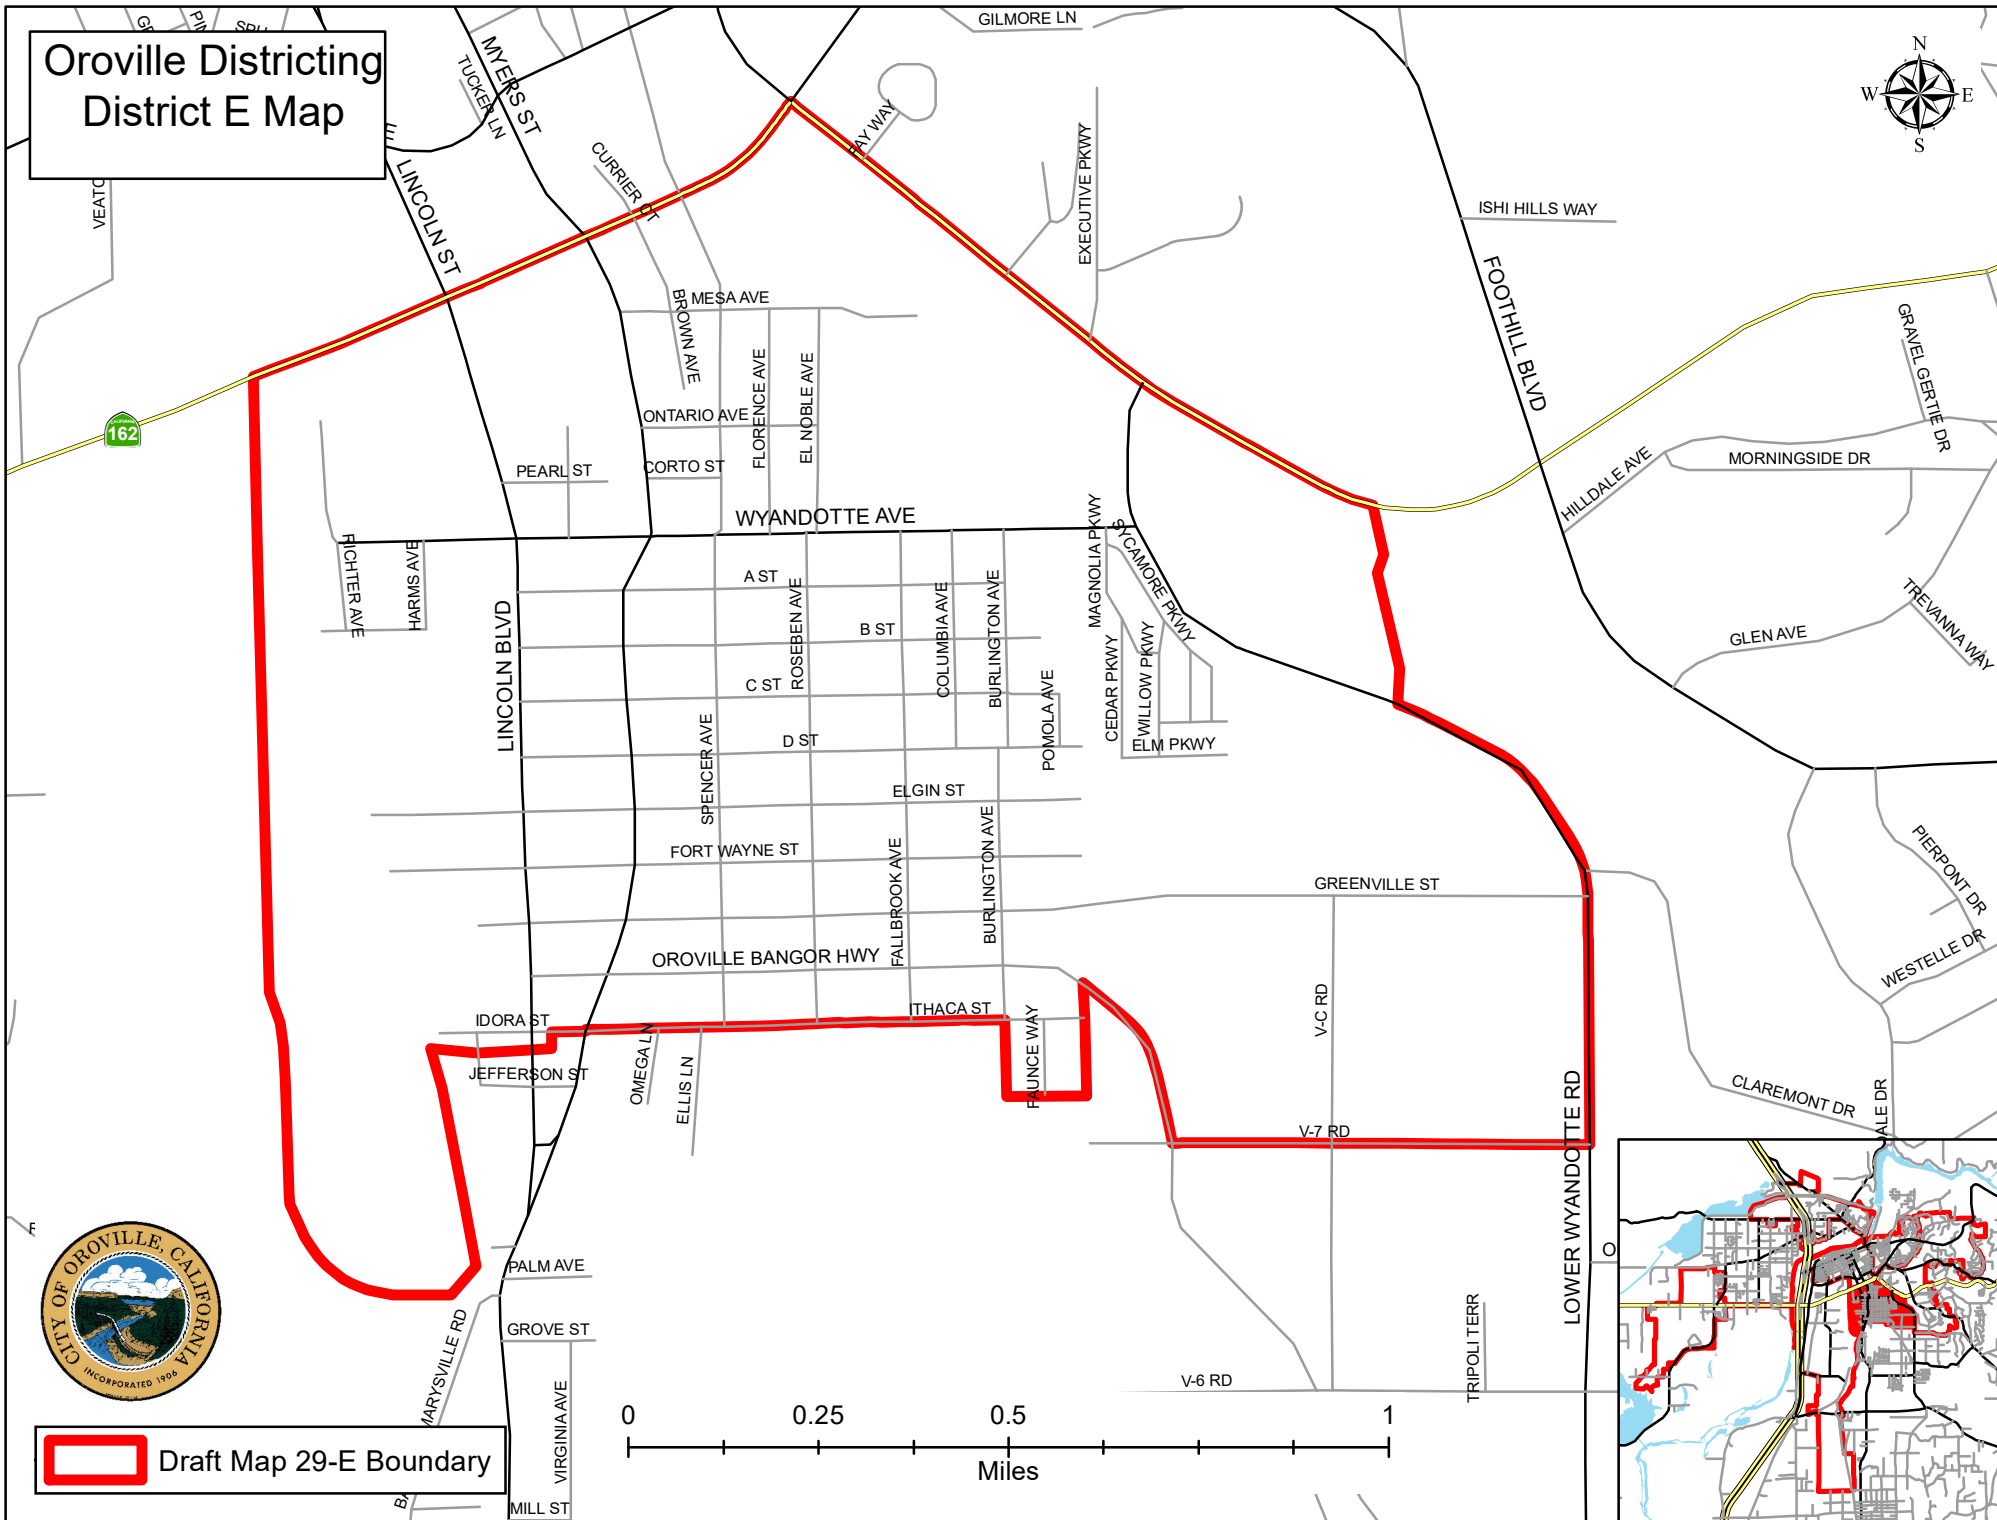 Oroville Districting
District E Map
GILMORE LN
MYERS ST
TUCKER LN
LINCOLN ST
CURRIER CT
RAY WAY
EXECUTIVE PKWY
ISHI HILLS WAY
FOOTHILL BLVD
N
W
E
S
MESA AVE
BROWN AVE
FLORENCE AVE
EL NOBLE AVE
ONTARIO AVE
CORTO ST
PEARL ST
CALIFORNIA
162
GRAVEL GERTIE DR
HILLDALE AVE
MORNINGSIDE DR
WYANDOTTE AVE
RICHTER AVE
HARMS AVE
LINCOLN BLVD
A ST
ROSEBEN AVE
B ST
COLUMBIA AVE
BURLINGTON AVE
MAGNOLIA PKWY
SYCAMORE PKWY
CEDAR PKWY
WILLOW PKWY
C ST
POMOLA AVE
ELM PKWY
D ST
SPENCER AVE
GLEN AVE
TREVANNA WAY
ELGIN ST
FORT WAYNE ST
FALLBROOK AVE
BURLINGTON AVE
GREENVILLE ST
PIERPONT DR
WESTELLE DR
OROVILLE BANGOR HWY
IDORA ST
ITHACA ST
JEFFERSON ST
OMEGA LN
ELLIS LN
FAUNCE WAY
V-C RD
V-7 RD
LOWER WYANDOTTE RD
CLAREMONT DR
PALM AVE
GROVE ST
VIRGINIA AVE
MILL ST
V-6 RD
TRIPOLI TERR
CITY OF OROVILLE, CALIFORNIA
INCORPORATED 1906
Draft Map 29-E Boundary
0 0.25 0.5 1
Miles